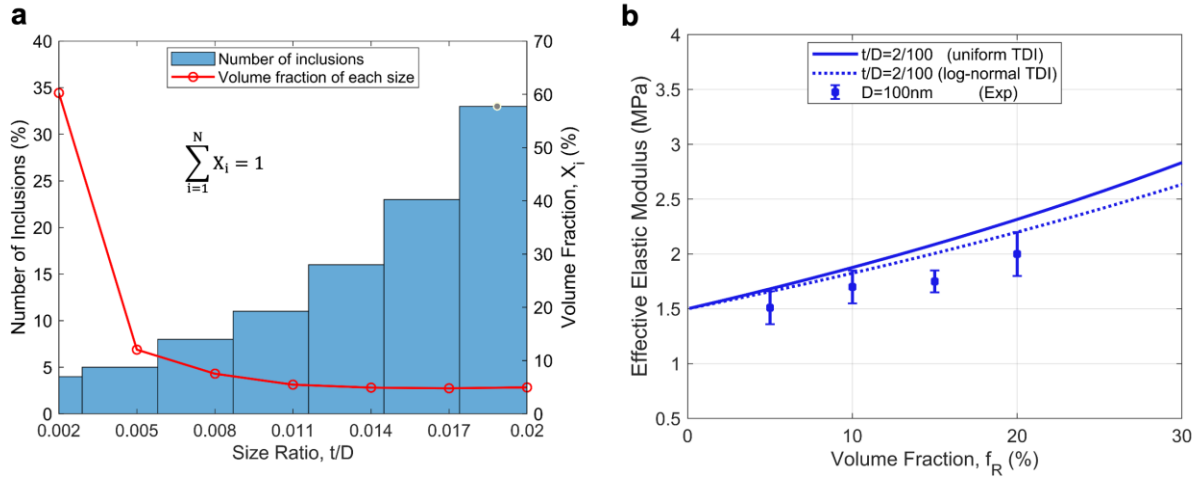 a
40
35
30
25
20
15
10
5
0
Number of Inclusions (%)
70
60
50
40
30
20
10
0
Volume Fraction, X_i (%)
Number of inclusions
Volume fraction of each size
N
∑ X_i = 1
i=1
0.002 0.005 0.008 0.011 0.014 0.017 0.02
Size Ratio, t/D
b
4
3.5
3
2.5
2
1.5
1
0.5
Effective Elastic Modulus (MPa)
t/D=2/100 (uniform TDI)
t/D=2/100 (log-normal TDI)
D=100nm (Exp)
0 10 20 30
Volume Fraction, f_R (%)